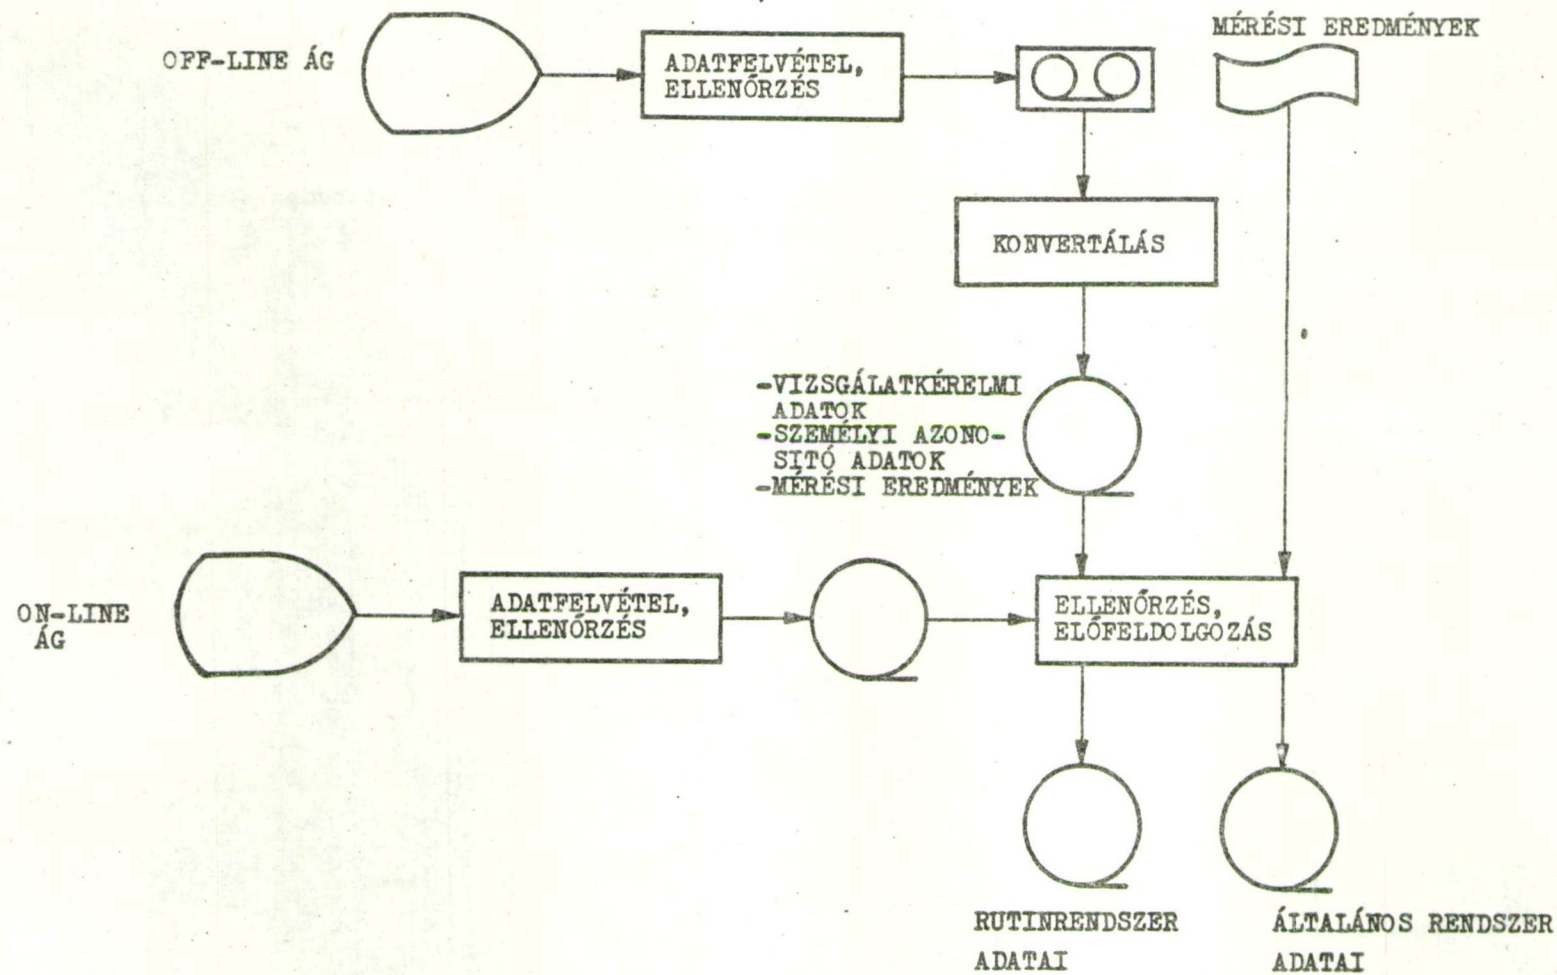 OFF-LINE ÁG
ADATFELVÉTEL,
ELLENŐRZÉS
MÉRÉSI EREDMÉNYEK
KONVERTÁLÁS
-VIZSGÁLATKÉRELMI
ADATOK
-SZEMÉLYI AZONO-
SITÓ ADATOK
-MÉRÉSI EREDMÉNYEK
ON-LINE
ÁG
ADATFELVÉTEL,
ELLENŐRZÉS
ELLENŐRZÉS,
ELŐFELDOLGOZÁS
RUTINRENDSZER
ADATAI
ÁLTALÁNOS RENDSZER
ADATAI